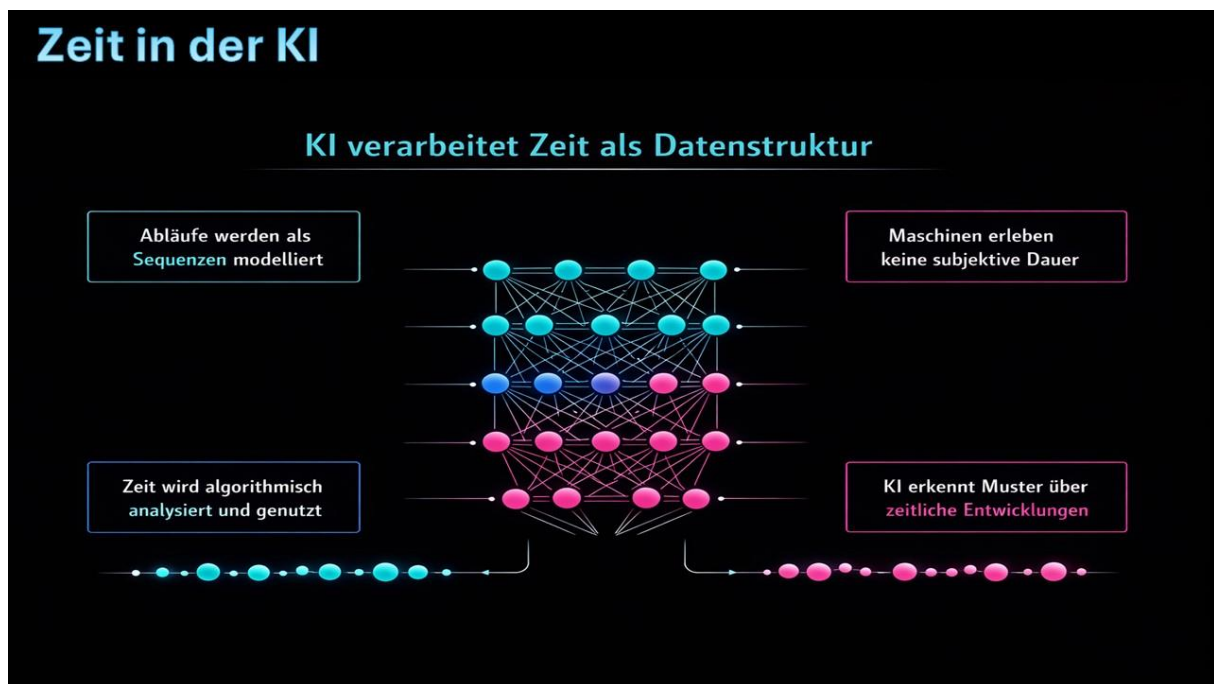 Zeit in der KI
KI verarbeitet Zeit als Datenstruktur
Abläufe werden als
Sequenzen modelliert
Maschinen erleben
keine subjektive Dauer
Zeit wird algorithmisch
analysiert und genutzt
KI erkennt Muster über
zeitliche Entwicklungen